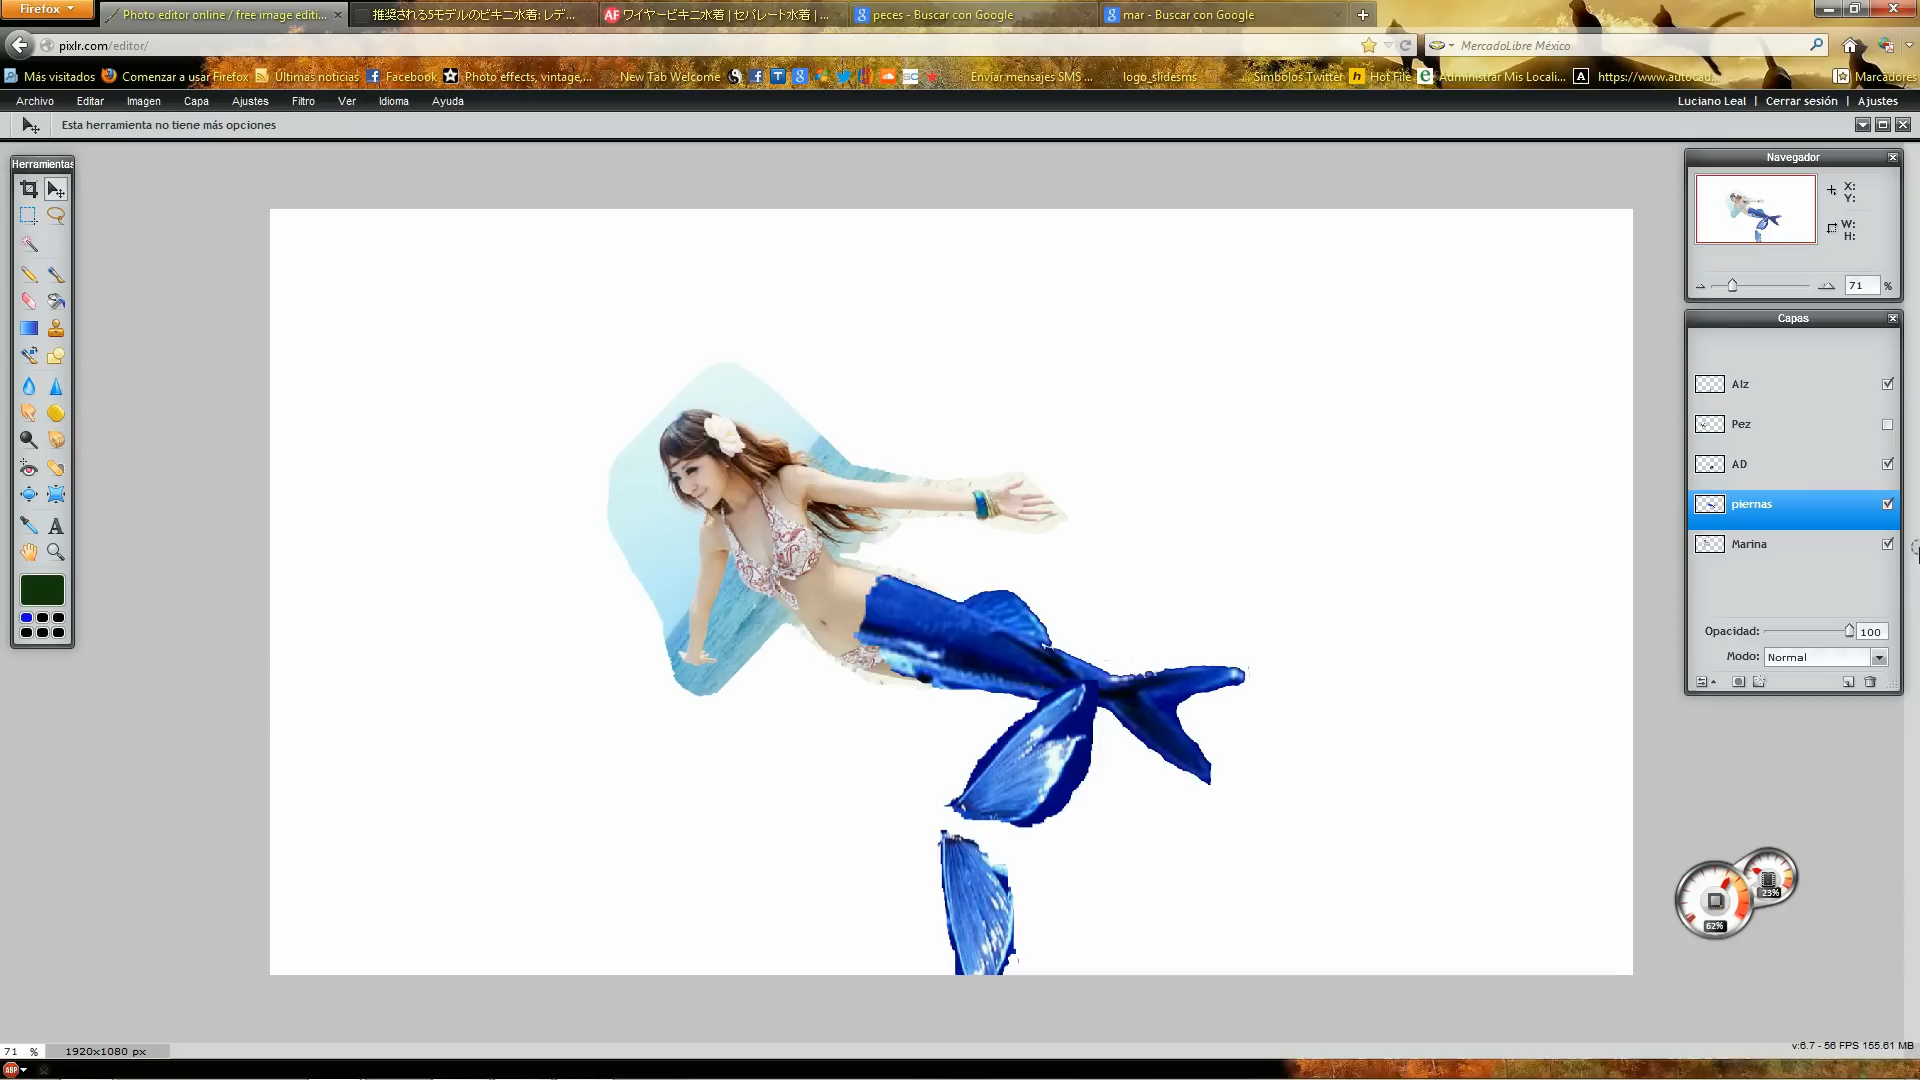 Firefox
Photo editor online / free image editi...
推奨される5モデルのビキニ水着: レデ...
AF ワイヤービキニ水着 | セパレート水着 | ...
peces - Buscar con Google
mar - Buscar con Google
pixlr.com/editor/
MercadoLibre México
Más visitados
Comenzar a usar Firefox
Últimas noticias
Facebook
Photo effects, vintage,...
New Tab Welcome
Enviar mensajes SMS ...
logo_slidesms
Simbolos Twitter
Hot File
Administrar Mis Locali...
https://www.autocad...
Marcadores
Archivo
Editar
Imagen
Capa
Ajustes
Filtro
Ver
Idioma
Ayuda
Luciano Leal | Cerrar sesión | Ajustes
Esta herramienta no tiene más opciones
Herramientas
Navegador
X:
Y:
W:
H:
71 %
Capas
Alz
Pez
AD
piernas
Marina
Opacidad: 100
Modo: Normal
23%
62%
71 % 1920x1080 px
v:6.7 - 56 FPS 155.61 MB
ABP